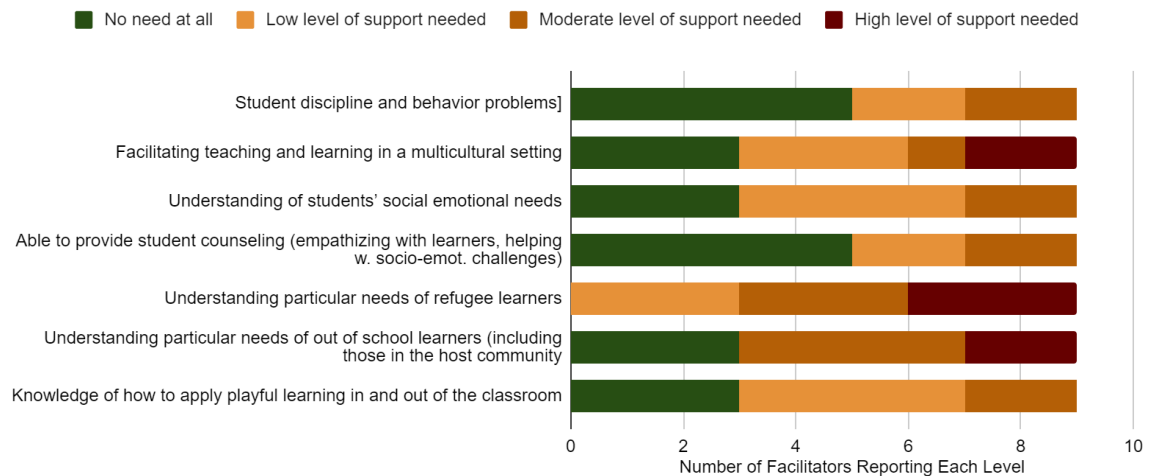 No need at all
Low level of support needed
Moderate level of support needed
High level of support needed
Student discipline and behavior problems]
Facilitating teaching and learning in a multicultural setting
Understanding of students’ social emotional needs
Able to provide student counseling (empathizing with learners, helping
w. socio-emot. challenges)
Understanding particular needs of refugee learners
Understanding particular needs of out of school learners (including
those in the host community
Knowledge of how to apply playful learning in and out of the classroom
0 2 4 6 8 10
Number of Facilitators Reporting Each Level